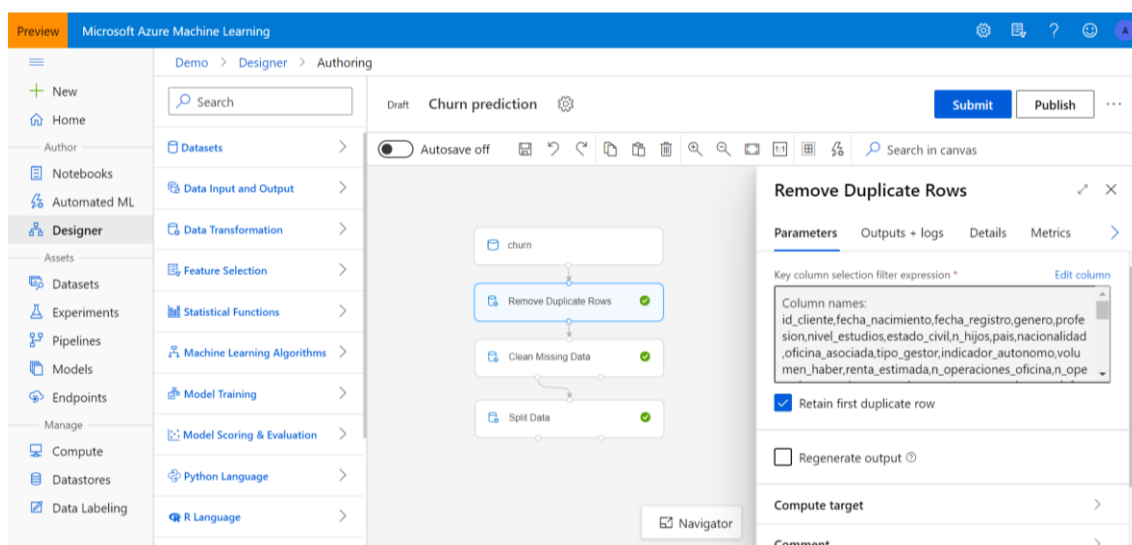 Preview
Microsoft Azure Machine Learning
A
Demo > Designer > Authoring
New
Home
Author
Notebooks
Automated ML
Designer
Assets
Datasets
Experiments
Pipelines
Models
Endpoints
Manage
Compute
Datastores
Data Labeling
Search
Datasets
Data Input and Output
Data Transformation
Feature Selection
Statistical Functions
Machine Learning Algorithms
Model Training
Model Scoring & Evaluation
Python Language
R Language
Draft Churn prediction
Submit
Publish
Autosave off
1:1
Search in canvas
churn
Remove Duplicate Rows
Clean Missing Data
Split Data
Navigator
Remove Duplicate Rows
Parameters Outputs + logs Details Metrics
Key column selection filter expression *
Edit column
Column names:
id_cliente,fecha_nacimiento,fecha_registro,genero,profe
sion,nivel_estudios,estado_civil,n_hijos,pais,nacionalidad
,oficina_asociada,tipo_gestor,indicador_autonomo,volu
men_haber,renta_estimada,n_operaciones_oficina,n_ope
Retain first duplicate row
Regenerate output
Compute target
Comment